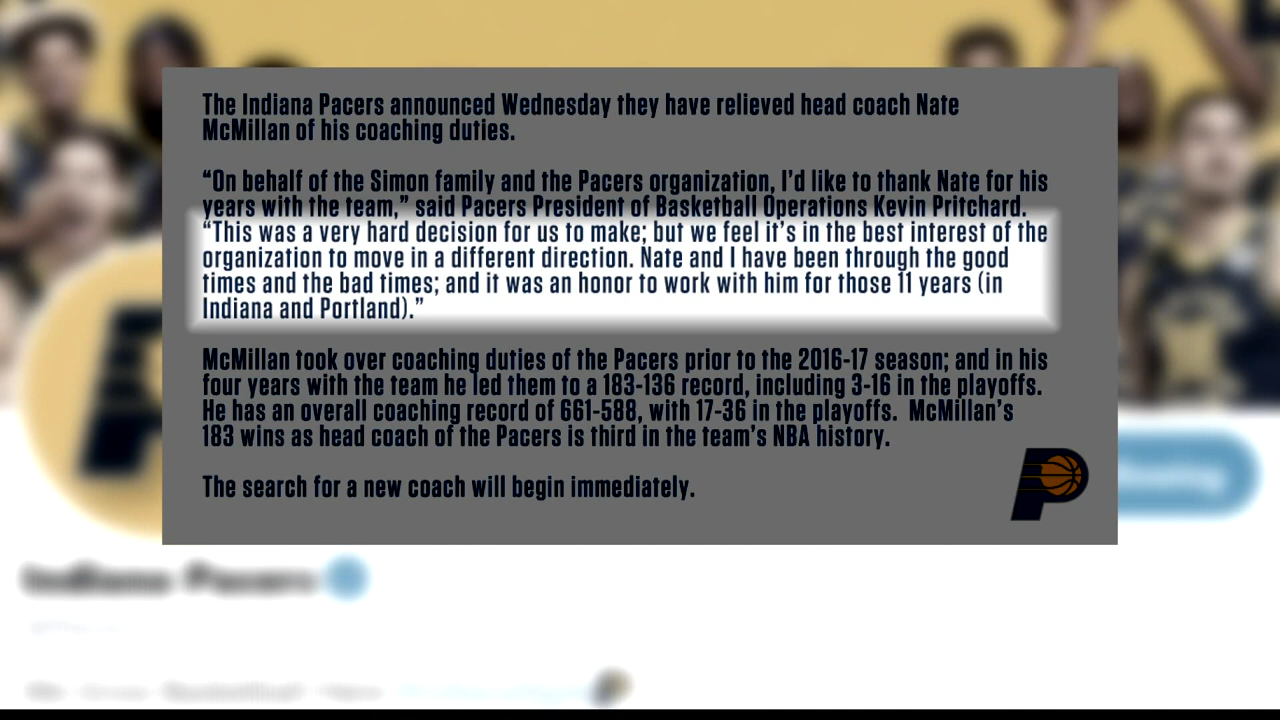 The Indiana Pacers announced Wednesday they have relieved head coach Nate
McMillan of his coaching duties.
“On behalf of the Simon family and the Pacers organization, I’d like to thank Nate for his
years with the team,” said Pacers President of Basketball Operations Kevin Pritchard.
“This was a very hard decision for us to make; but we feel it’s in the best interest of the
organization to move in a different direction. Nate and I have been through the good
times and the bad times; and it was an honor to work with him for those 11 years (in
Indiana and Portland).”
McMillan took over coaching duties of the Pacers prior to the 2016-17 season; and in his
four years with the team he led them to a 183-136 record, including 3-16 in the playoffs.
He has an overall coaching record of 661-588, with 17-36 in the playoffs.  McMillan’s
183 wins as head coach of the Pacers is third in the team’s NBA history.
The search for a new coach will begin immediately.
Indiana Pacers